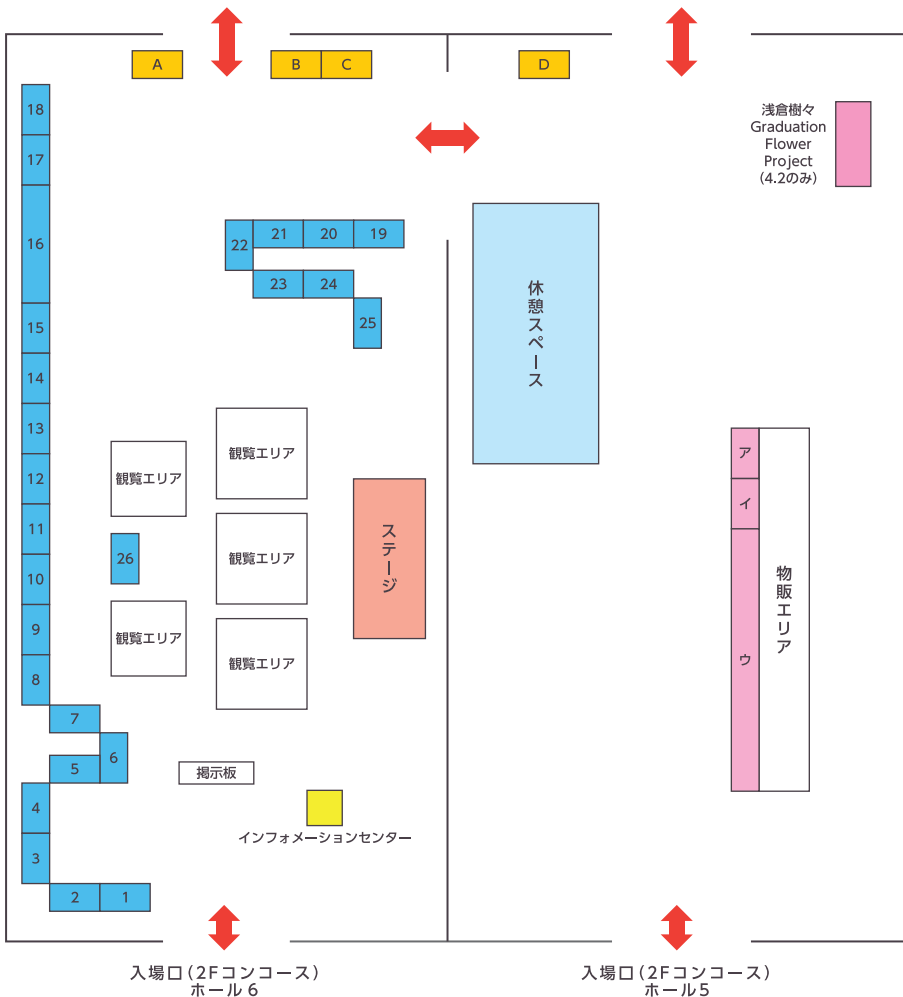 A
B
C
D
18
17
16
15
14
13
12
11
10
9
8
7
6
5
4
3
2
1
22
21
20
19
23
24
25
浅倉樹々
Graduation
Flower
Project
(4.2のみ)
休憩スペース
観覧エリア
観覧エリア
26
観覧エリア
観覧エリア
観覧エリア
ステージ
ア
イ
ウ
物販エリア
掲示板
インフォメーションセンター
入場口(2Fコンコース)
ホール6
入場口(2Fコンコース)
ホール5